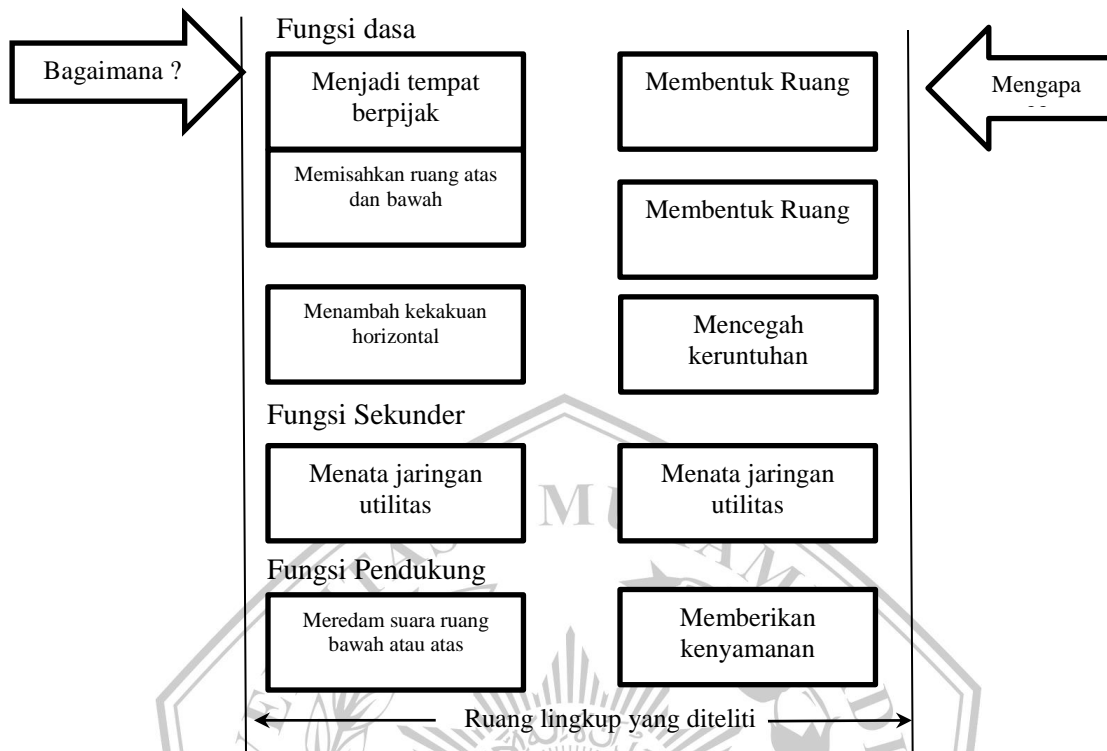 Fungsi dasa
Bagaimana ?
Menjadi tempat
berpijak
Membentuk Ruang
Mengapa
Memisahkan ruang atas
dan bawah
Membentuk Ruang
Menambah kekakuan
horizontal
Mencegah
keruntuhan
Fungsi Sekunder
Menata jaringan
utilitas
Menata jaringan
utilitas
Fungsi Pendukung
Meredam suara ruang
bawah atau atas
Memberikan
kenyamanan
Ruang lingkup yang diteliti